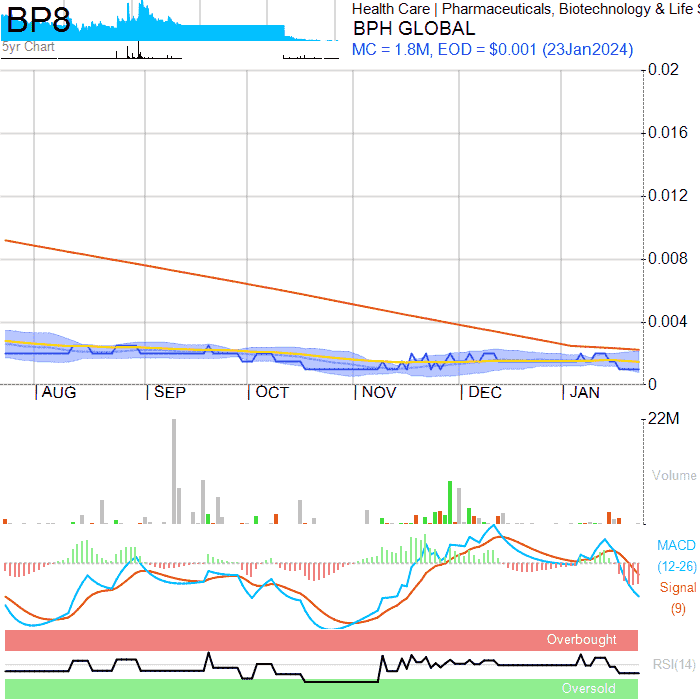 BP8
Health Care | Pharmaceuticals, Biotechnology & Life S
BPH GLOBAL
MC = 1.8M, EOD = $0.001 (23Jan2024)
5yr Chart
0.02
0.016
0.012
0.008
0.004
0
|AUG |SEP |OCT |NOV |DEC |JAN
22M
Volume
MACD
(12-26)
Signal
(9)
Overbought
RSI(14)
Oversold